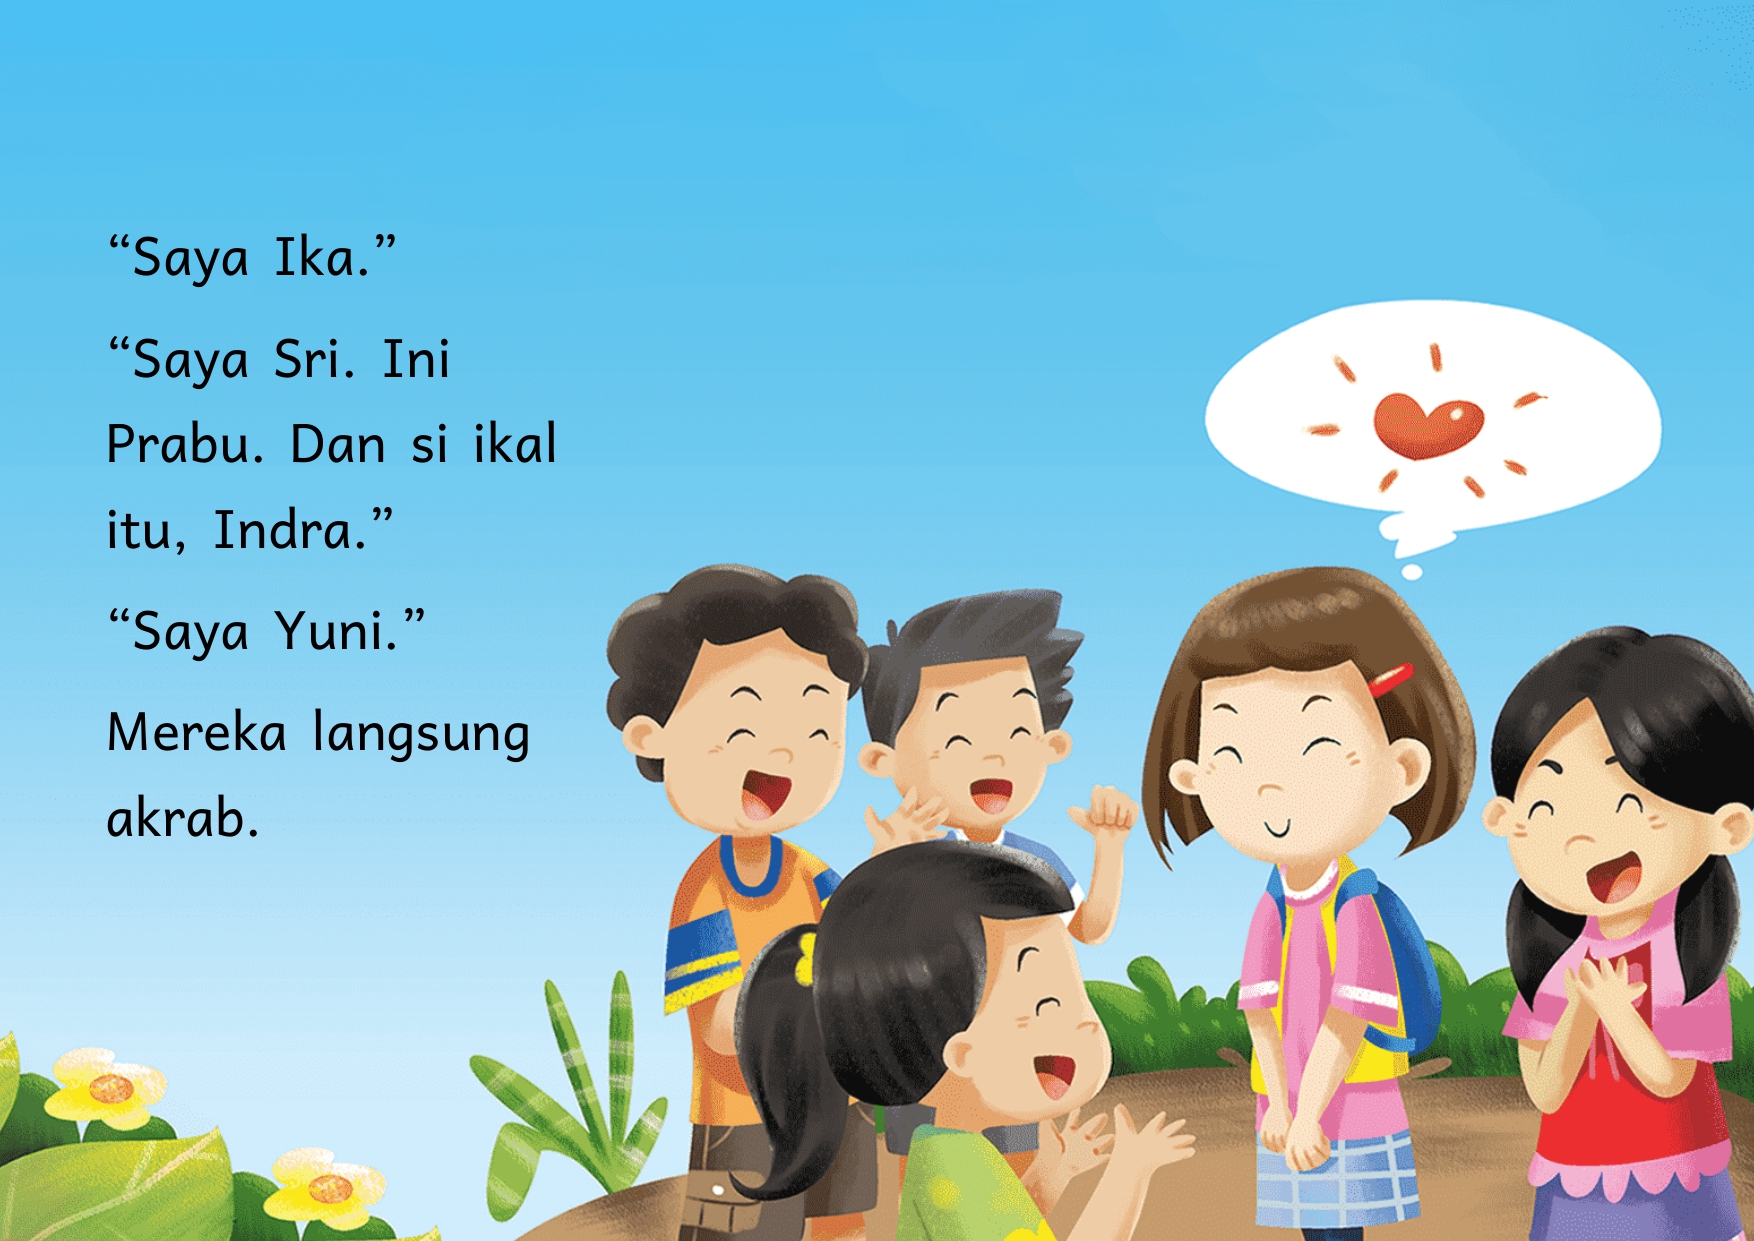 “Saya Ika.”
“Saya Sri. Ini
Prabu. Dan si ikal
itu, Indra.”
“Saya Yuni.”
Mereka langsung
akrab.